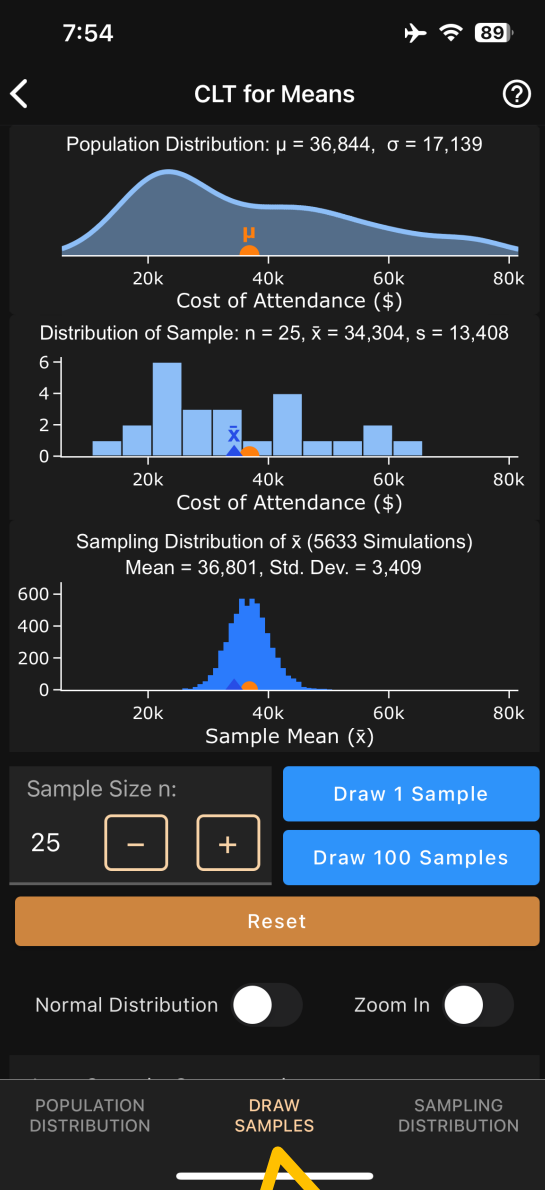 7:54
89
CLT for Means
?
Population Distribution: μ = 36,844, σ = 17,139
μ
20k 40k 60k 80k
Cost of Attendance ($)
Distribution of Sample: n = 25, x̄ = 34,304, s = 13,408
6
4
2
0
x̄
20k 40k 60k 80k
Cost of Attendance ($)
Sampling Distribution of x̄ (5633 Simulations)
Mean = 36,801, Std. Dev. = 3,409
600
400
200
0
20k 40k 60k 80k
Sample Mean (x̄)
Sample Size n:
25 − +
Draw 1 Sample
Draw 100 Samples
Reset
Normal Distribution Zoom In
POPULATION DISTRIBUTION
DRAW SAMPLES
SAMPLING DISTRIBUTION